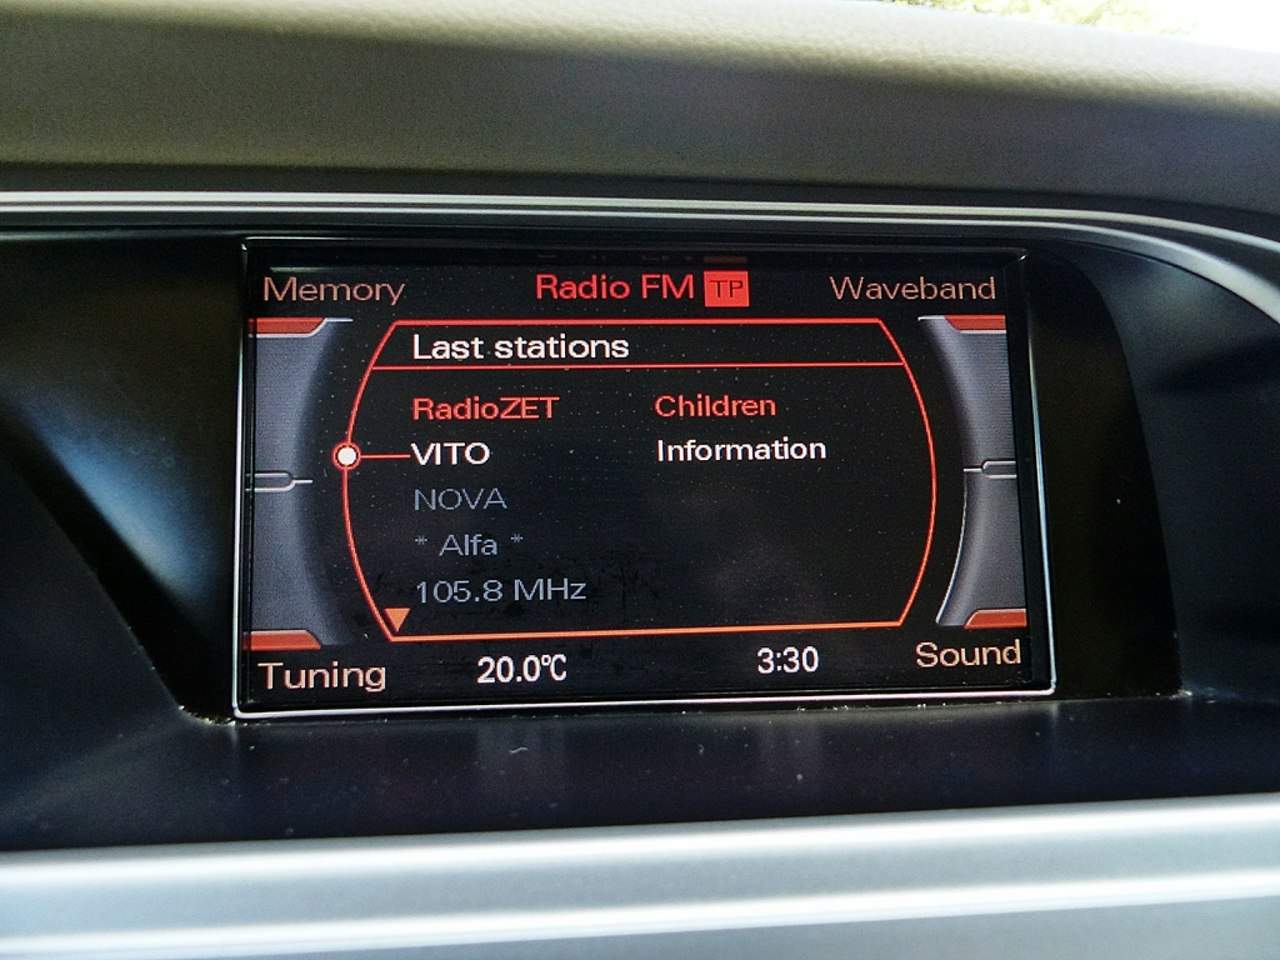 Memory Radio FM TP Waveband
Last stations
RadioZET Children
VITO Information
NOVA
* Alfa *
105.8 MHz
Tuning 20.0°C 3:30 Sound